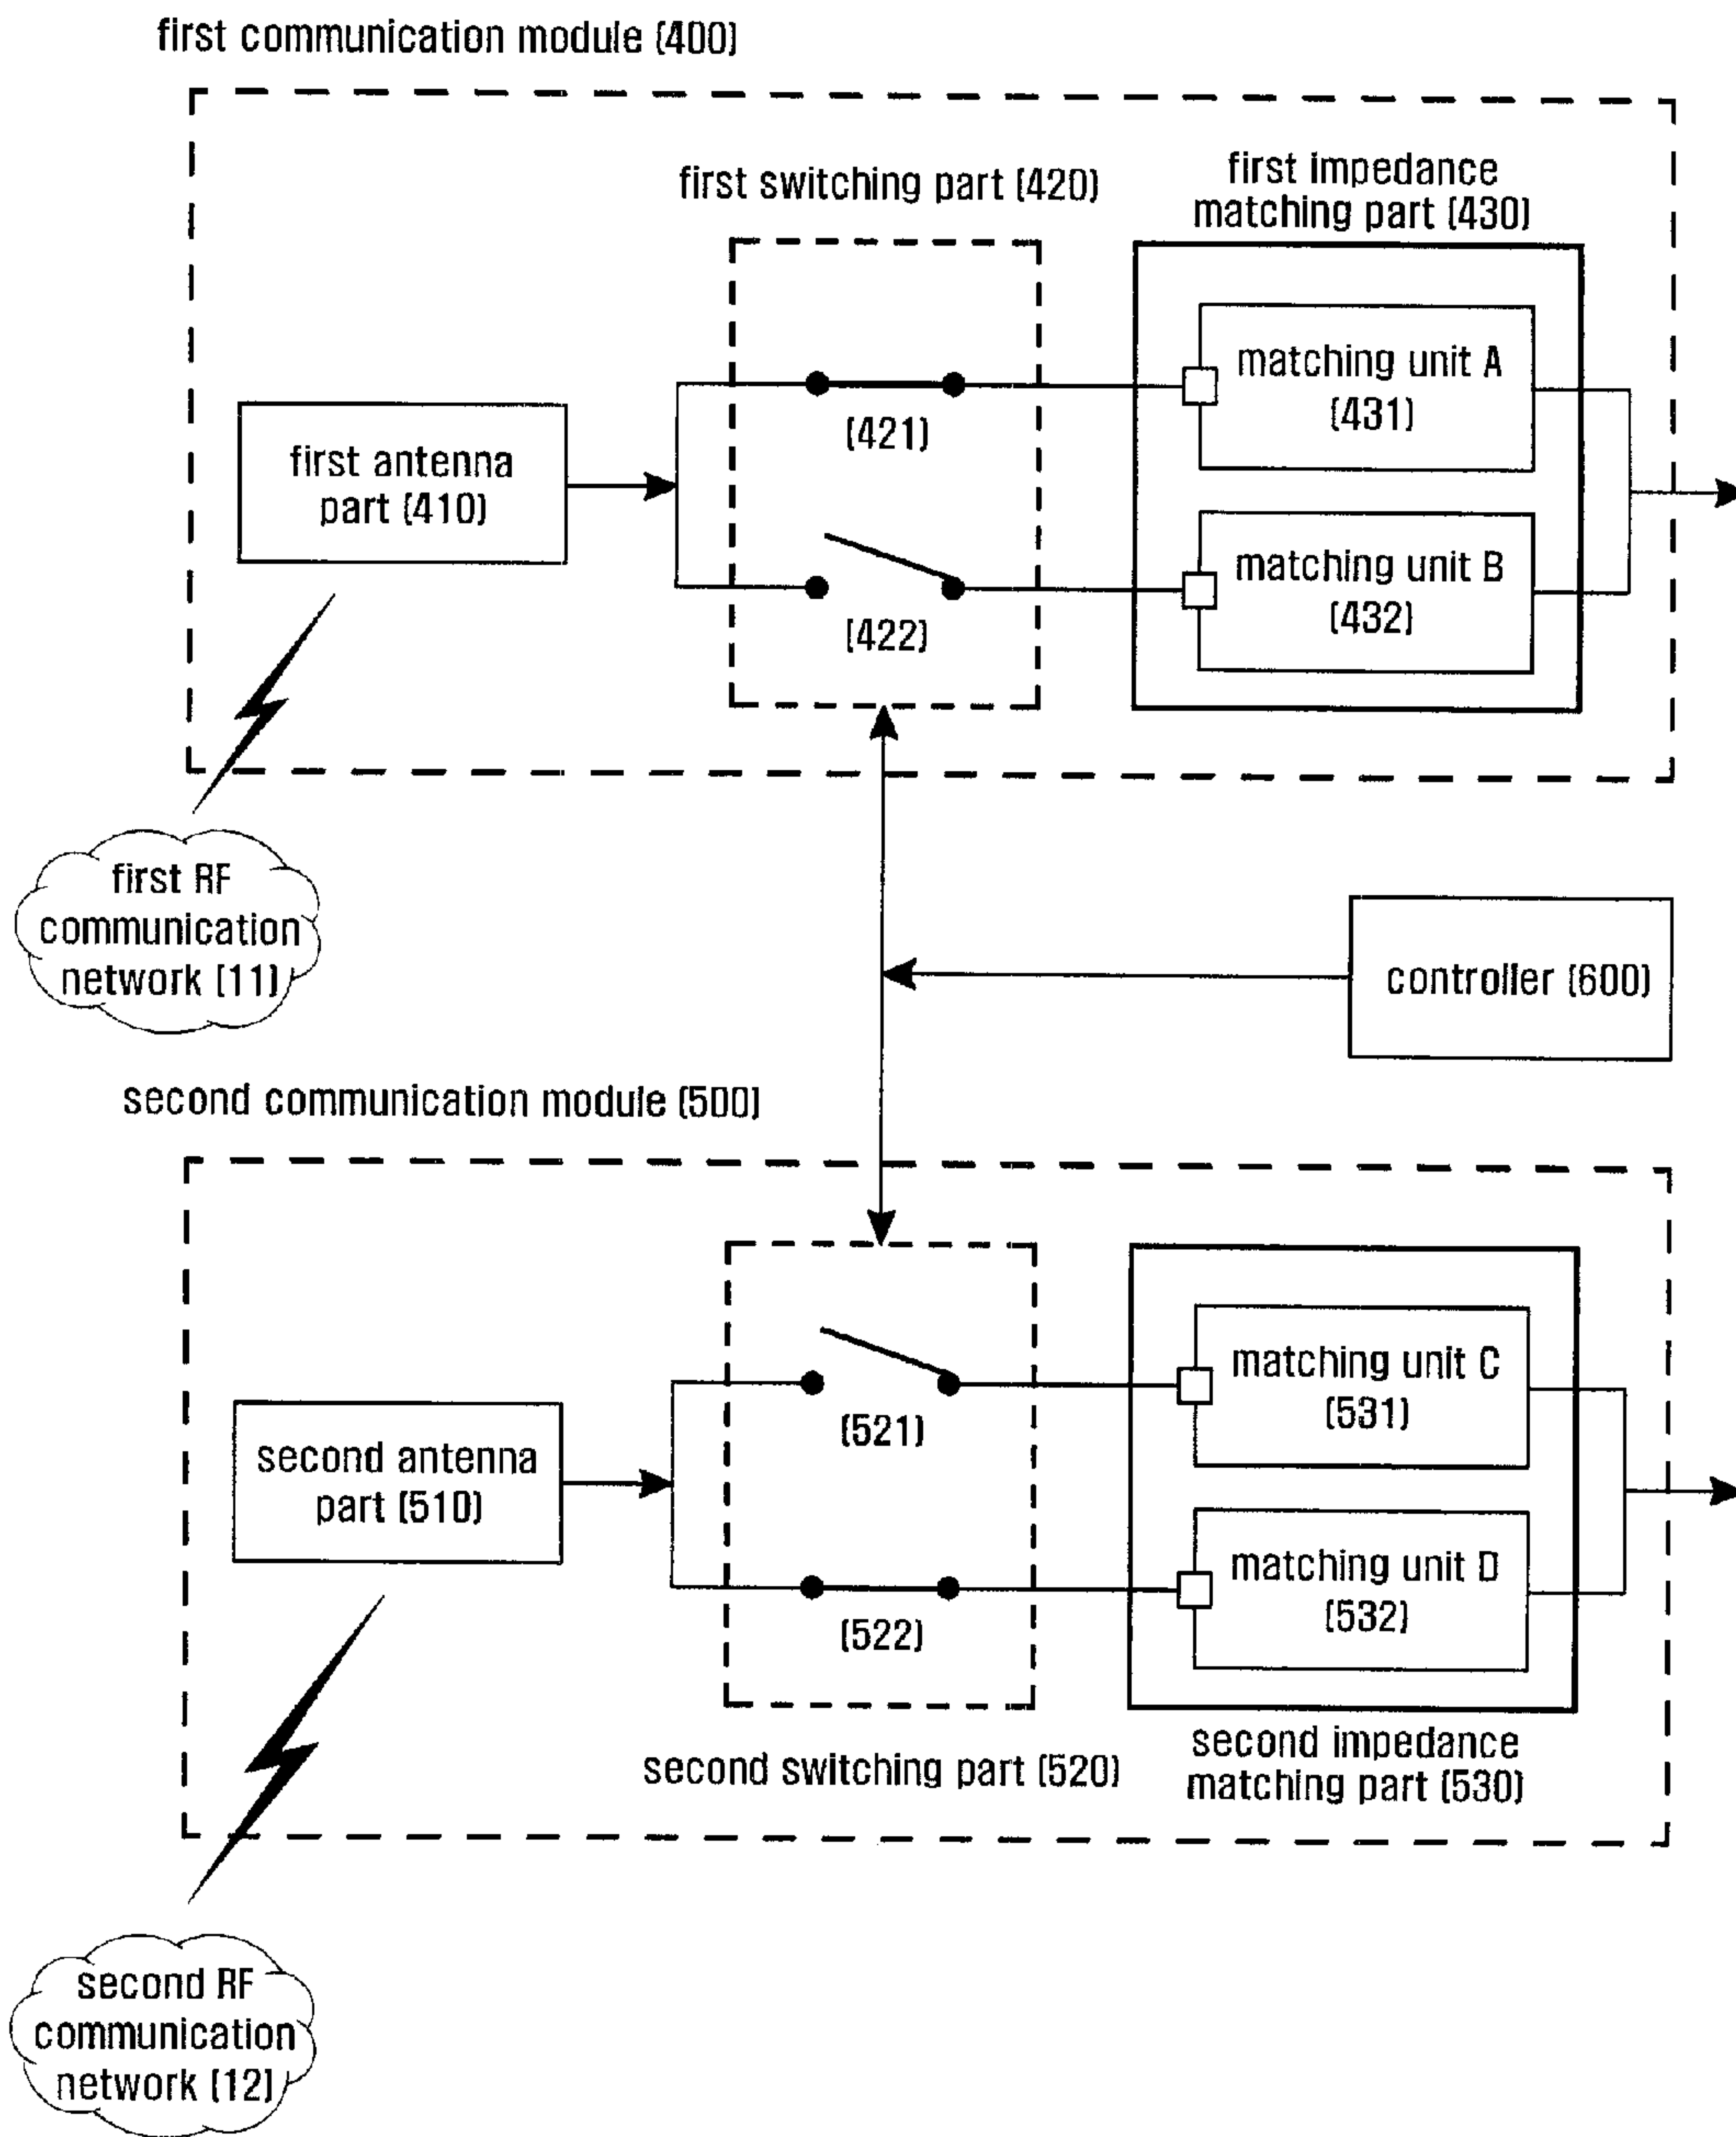 first communication module (400)
first switching part (420)
first impedance
matching part (430)
matching unit A
(431)
(421)
first antenna
part (410)
matching unit B
(432)
(422)
first RF
communication
network (11)
controller (600)
second communication module (500)
matching unit C
(531)
(521)
second antenna
part (510)
matching unit D
(532)
(522)
second switching part (520)
second impedance
matching part (530)
second RF
communication
network (12)